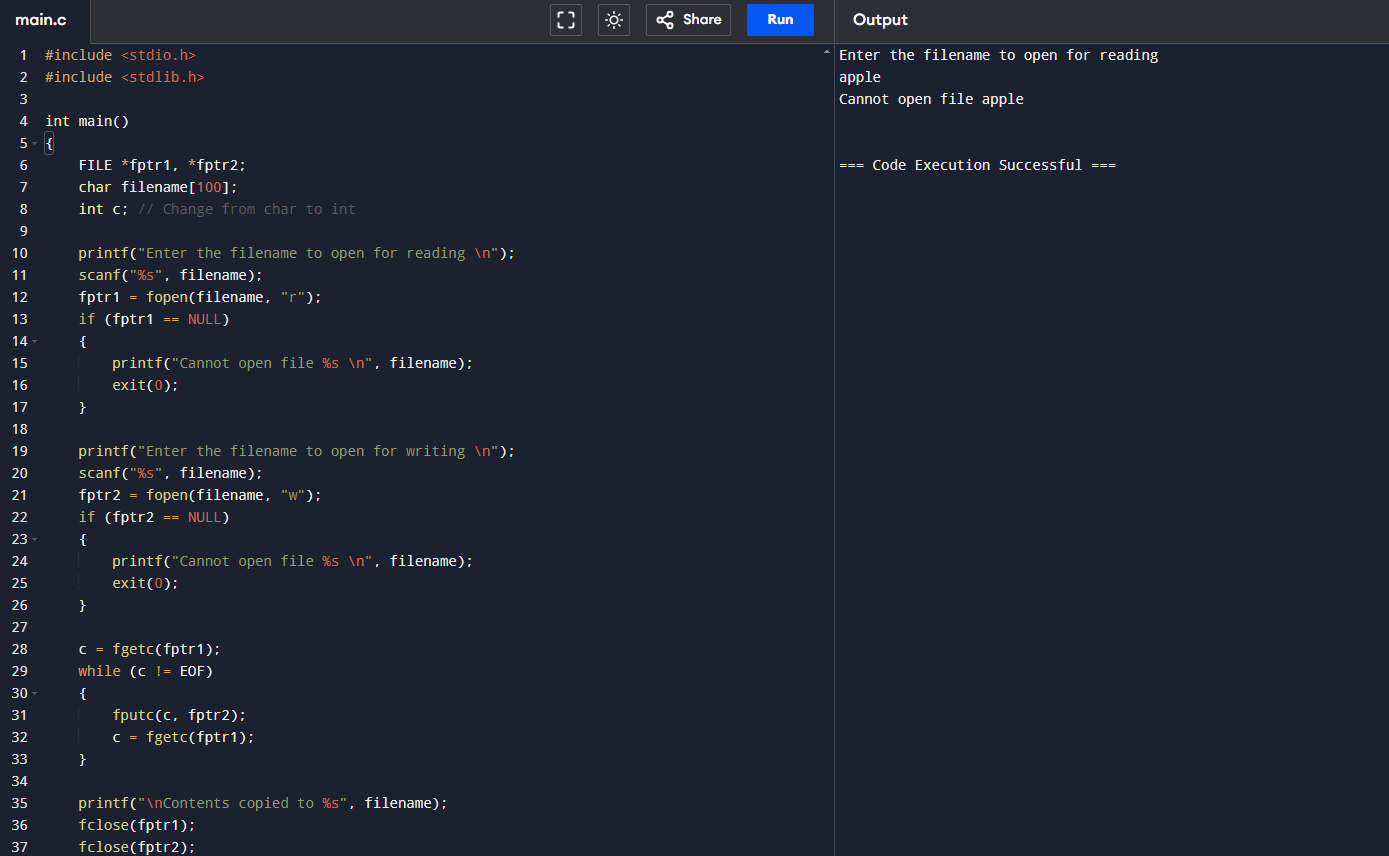 main.c
Share
Run
Output
1 #include <stdio.h>
2 #include <stdlib.h>
3
4 int main()
5 {
6     FILE *fptr1, *fptr2;
7     char filename[100];
8     int c; // Change from char to int
9
10     printf("Enter the filename to open for reading \n");
11     scanf("%s", filename);
12     fptr1 = fopen(filename, "r");
13     if (fptr1 == NULL)
14     {
15         printf("Cannot open file %s \n", filename);
16         exit(0);
17     }
18
19     printf("Enter the filename to open for writing \n");
20     scanf("%s", filename);
21     fptr2 = fopen(filename, "w");
22     if (fptr2 == NULL)
23     {
24         printf("Cannot open file %s \n", filename);
25         exit(0);
26     }
27
28     c = fgetc(fptr1);
29     while (c != EOF)
30     {
31         fputc(c, fptr2);
32         c = fgetc(fptr1);
33     }
34
35     printf("\nContents copied to %s", filename);
36     fclose(fptr1);
37     fclose(fptr2);
Enter the filename to open for reading
apple
Cannot open file apple
=== Code Execution Successful ===